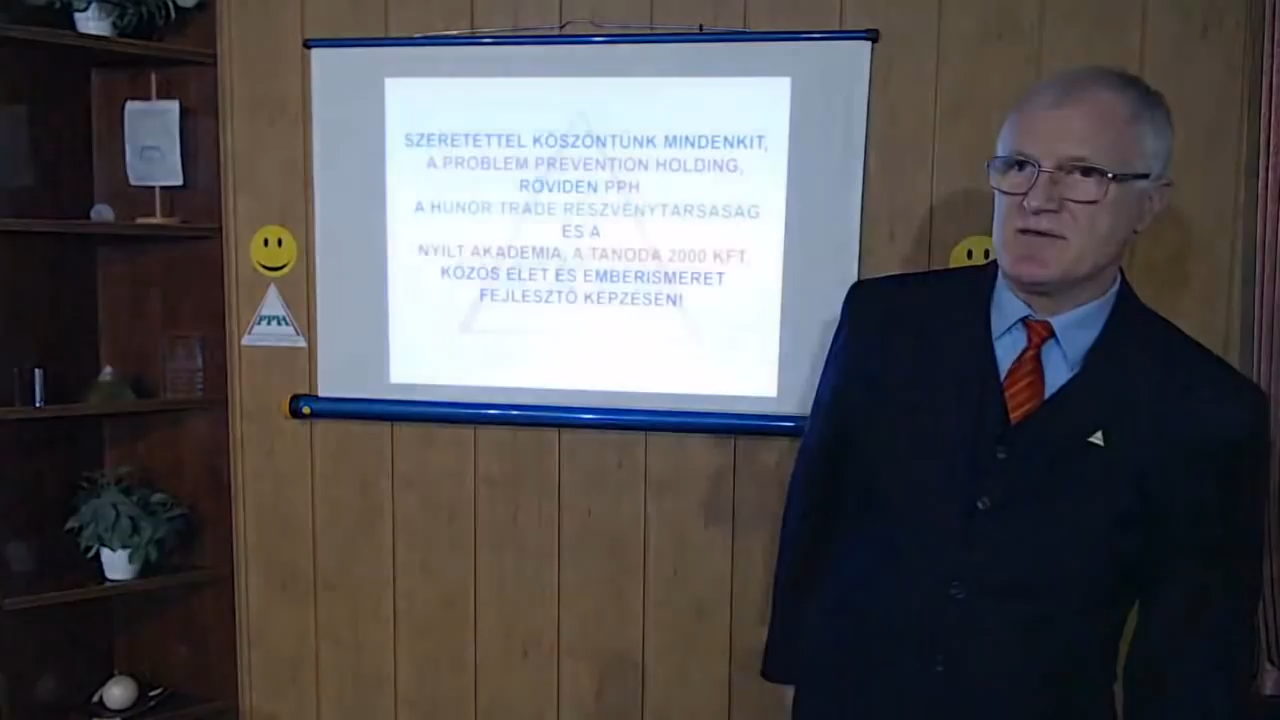 SZERETETTEL KÖSZÖNTÜNK MINDENKIT,
A PROBLEM PREVENTION HOLDING,
RÖVIDEN PPH
A HUNOR TRADE RÉSZVÉNYTÁRSASÁG
ÉS A
NYÍLT AKADÉMIA, A TANODA 2000 KFT.
KÖZÖS ÉLET ÉS EMBERISMERET
FEJLESZTŐ KÉPZÉSÉN!
PPH